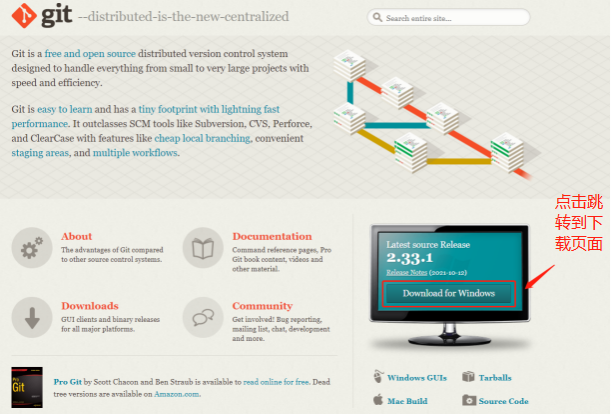 git --distributed-is-the-new-centralized
Search entire site...
Git is a free and open source distributed version control system
designed to handle everything from small to very large projects with
speed and efficiency.
Git is easy to learn and has a tiny footprint with lightning fast
performance. It outclasses SCM tools like Subversion, CVS, Perforce,
and ClearCase with features like cheap local branching, convenient
staging areas, and multiple workflows.
点击跳
转到下
载页面
About
The advantages of Git compared
to other source control systems.
Documentation
Command reference pages, Pro
Git book content, videos and
other material.
Downloads
GUI clients and binary releases
for all major platforms.
Community
Get involved! Bug reporting,
mailing list, chat, development
and more.
Latest source Release
2.33.1
Release Notes (2021-10-12)
Download for Windows
Pro
Git
Pro Git by Scott Chacon and Ben Straub is available to read online for free. Dead
tree versions are available on Amazon.com.
Windows GUIs
Tarballs
Mac Build
Source Code